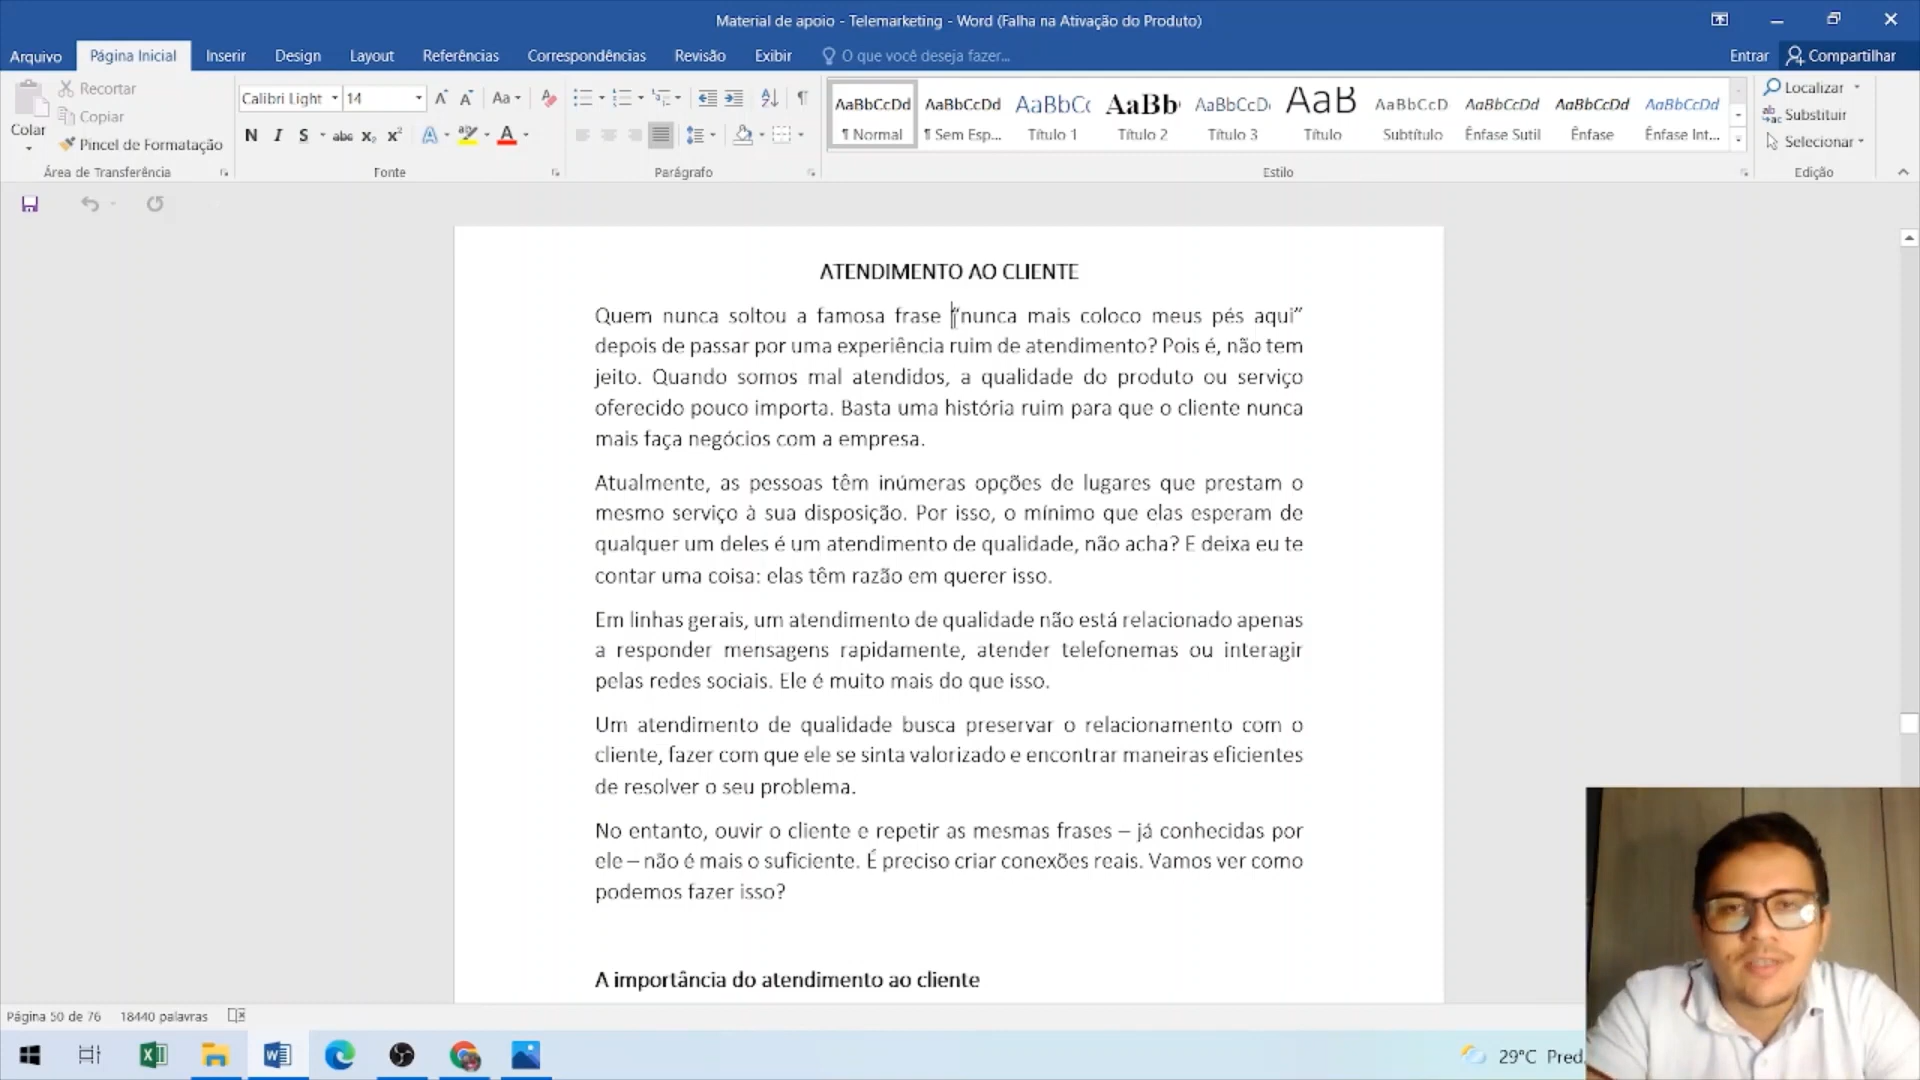 Material de apoio - Telemarketing - Word (Falha na Ativação do Produto)
Arquivo Página Inicial Inserir Design Layout Referências Correspondências Revisão Exibir O que você deseja fazer... Entrar Compartilhar
Colar
Recortar
Copiar
Pincel de Formatação
Área de Transferência
Calibri Light 14
Aa
N I S abc x₂ x² A A
Fonte
Parágrafo
AaBbCcDd AaBbCcDd AaBbCc AaBb AaBbCcD AaB AaBbCcD AaBbCcDd AaBbCcDd AaBbCcDd
¶ Normal ¶ Sem Esp... Título 1 Título 2 Título 3 Título Subtítulo Ênfase Sutil Ênfase Ênfase Int...
Estilo
Localizar
Substituir
Selecionar
Edição
ATENDIMENTO AO CLIENTE
Quem nunca soltou a famosa frase “nunca mais coloco meus pés aqui”
depois de passar por uma experiência ruim de atendimento? Pois é, não tem
jeito. Quando somos mal atendidos, a qualidade do produto ou serviço
oferecido pouco importa. Basta uma história ruim para que o cliente nunca
mais faça negócios com a empresa.
Atualmente, as pessoas têm inúmeras opções de lugares que prestam o
mesmo serviço à sua disposição. Por isso, o mínimo que elas esperam de
qualquer um deles é um atendimento de qualidade, não acha? E deixa eu te
contar uma coisa: elas têm razão em querer isso.
Em linhas gerais, um atendimento de qualidade não está relacionado apenas
a responder mensagens rapidamente, atender telefonemas ou interagir
pelas redes sociais. Ele é muito mais do que isso.
Um atendimento de qualidade busca preservar o relacionamento com o
cliente, fazer com que ele se sinta valorizado e encontrar maneiras eficientes
de resolver o seu problema.
No entanto, ouvir o cliente e repetir as mesmas frases – já conhecidas por
ele – não é mais o suficiente. É preciso criar conexões reais. Vamos ver como
podemos fazer isso?
A importância do atendimento ao cliente
Página 50 de 76 18440 palavras
29°C Pred